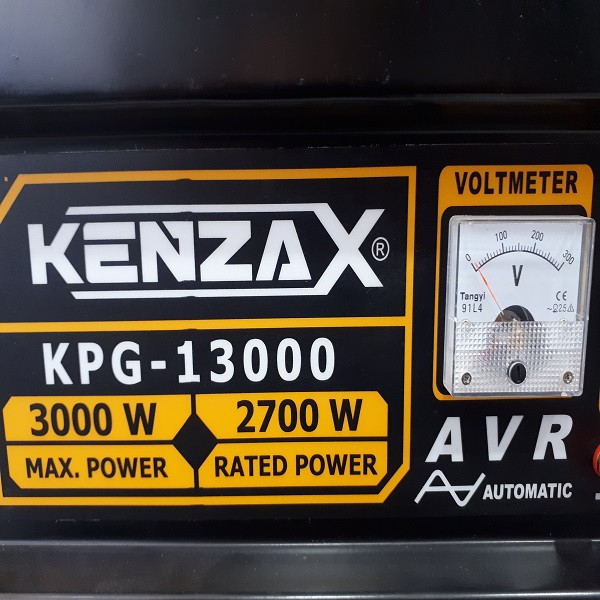 KENZAX®
KPG-13000
3000 W
MAX. POWER
2700 W
RATED POWER
VOLTMETER
0 100 200 300
V
Tangyi
91L4
CE
AVR
AUTOMATIC